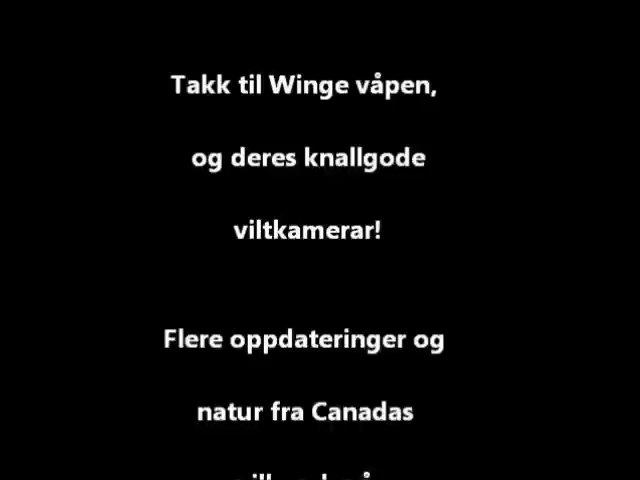 Takk til Winge våpen,
og deres knallgode
viltkamerar!
Flere oppdateringer og
natur fra Canadas